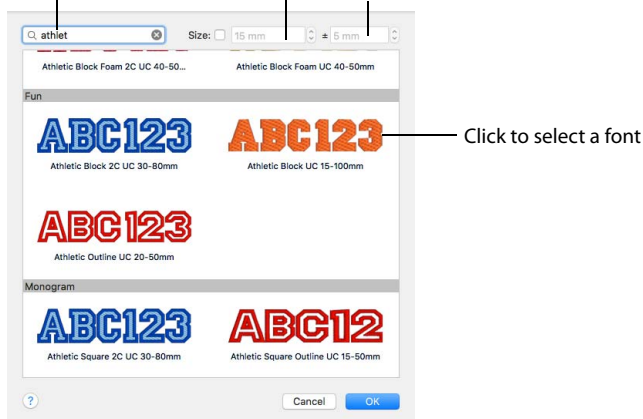 athlet Size: 15 mm ± 5 mm
Athletic Block Foam 2C UC 40-50... Athletic Block Foam UC 40-50mm
Fun
ABC123 ABC123 Click to select a font
Athletic Block 2C UC 30-80mm Athletic Block UC 15-100mm
ABC123
Athletic Outline UC 20-50mm
Monogram
ABC123 ABC12
Athletic Square 2C UC 30-80mm Athletic Square Outline UC 15-50mm
? Cancel OK